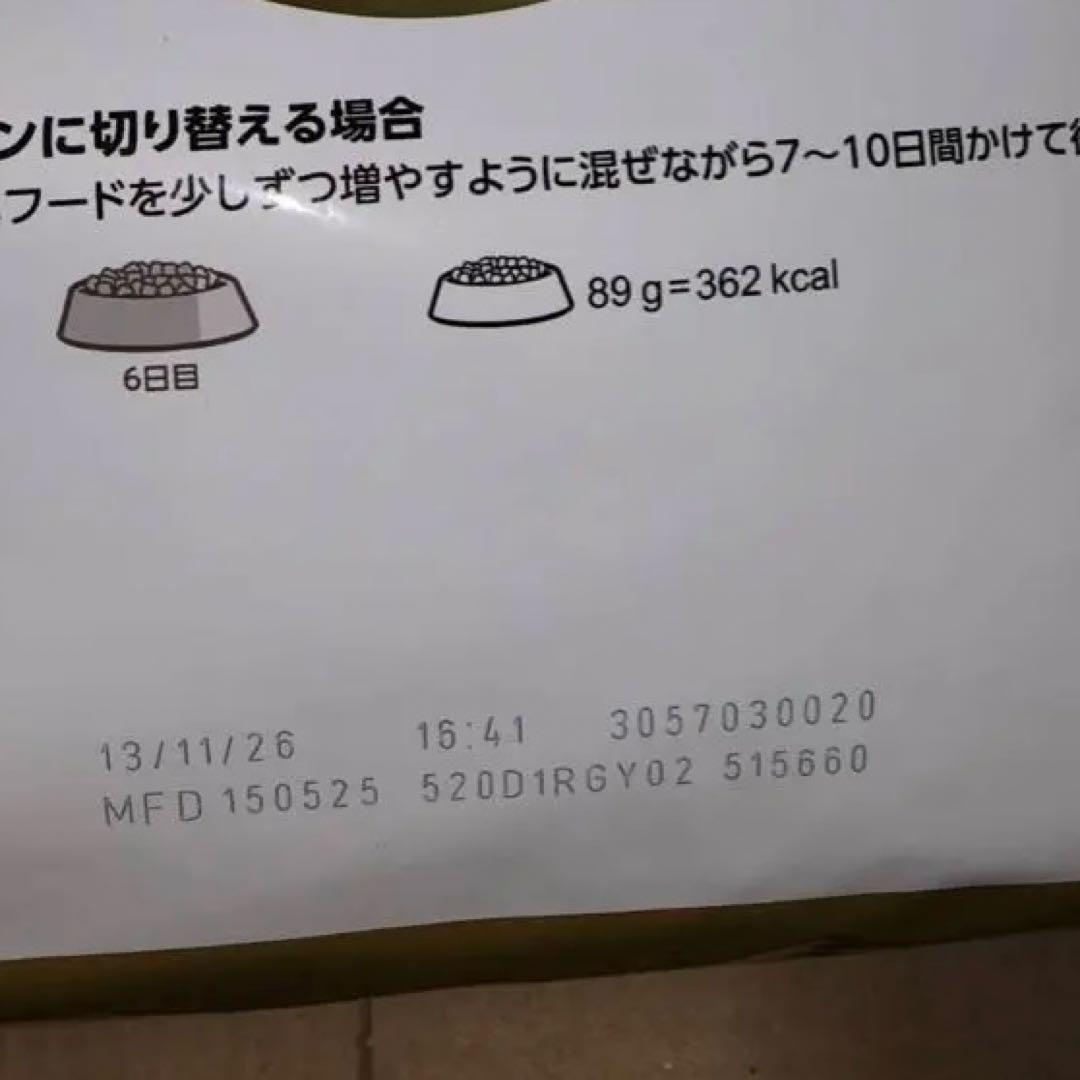 ンに切り替える場合
フードを少しずつ増やすように混ぜながら7〜10日間かけて
89 g=362 kcal
6日目
13/11/26 16:41 3057030020
MFD 150525 520D1RGY02 515660